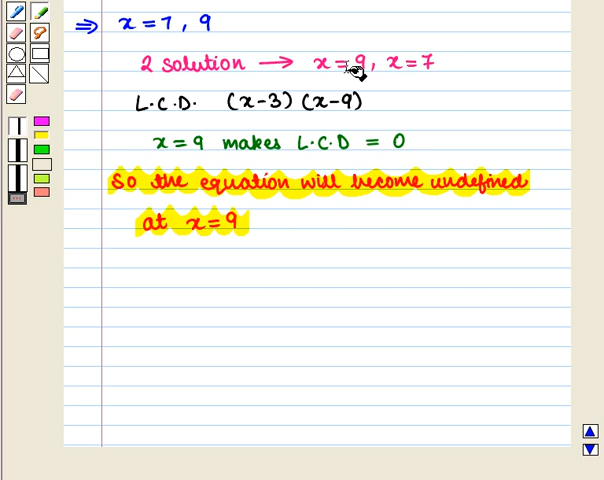 ⇒ x = 7, 9
2 solution → x = 9, x = 7
L.C.D. (x-3) (x-9)
x = 9 makes L.C.D = 0
So the equation will become undefined
at x = 9